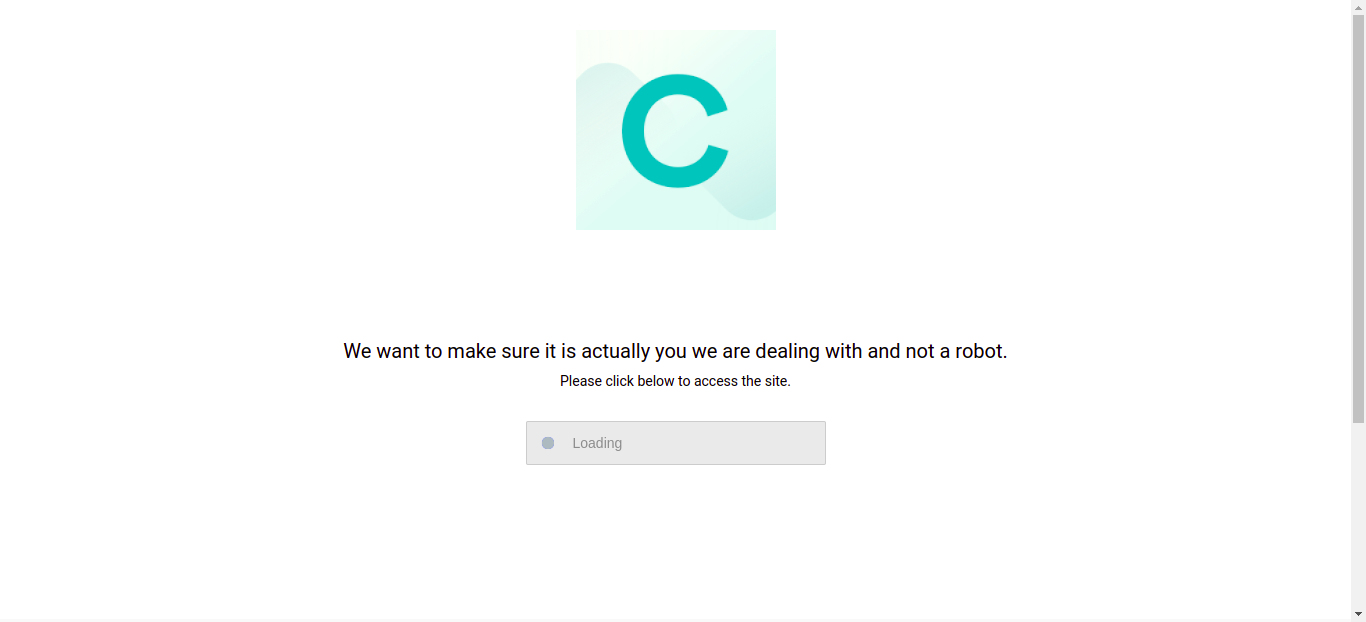 C
We want to make sure it is actually you we are dealing with and not a robot.
Please click below to access the site.
Loading